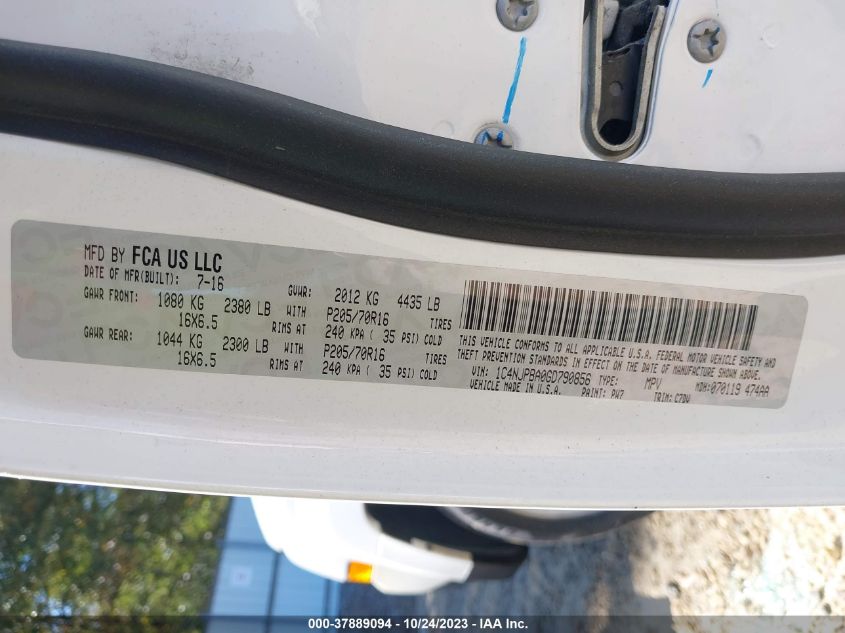 MFD BY FCA US LLC
DATE OF MFR(BUILT): 7-16 GVWR: 2012 KG 4435 LB
GAWR FRONT: 1080 KG 2380 LB WITH P205/70R16 TIRES
16X6.5 RIMS AT 240 KPA ( 35 PSI) COLD
GAWR REAR: 1044 KG 2300 LB WITH P205/70R16 TIRES
16X6.5 RIMS AT 240 KPA ( 35 PSI) COLD
THIS VEHICLE CONFORMS TO ALL APPLICABLE U.S.A. FEDERAL MOTOR VEHICLE SAFETY AND
THEFT PREVENTION STANDARDS IN EFFECT ON THE DATE OF MANUFACTURE SHOWN ABOVE.
VIN: 1C4NJPBA0GD790856 TYPE: MPV MDH:070119 474AA
VEHICLE MADE IN U.S.A. PAINT: PW7 TRIM: C7DV
000-37889094 - 10/24/2023 - IAA Inc.